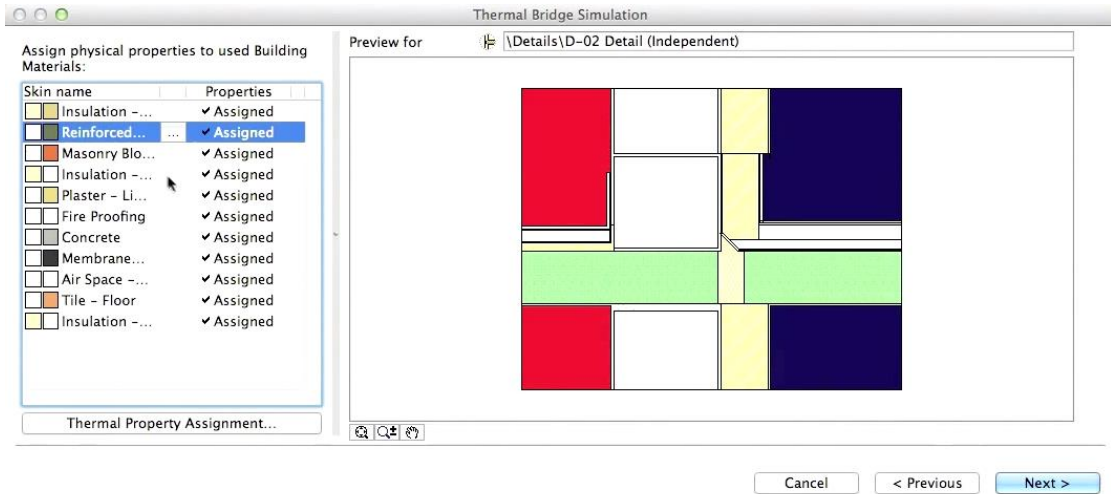 Thermal Bridge Simulation
Assign physical properties to used Building
Materials:
Skin name Properties
Insulation -... ✔ Assigned
Reinforced... ... ✔ Assigned
Masonry Blo... ✔ Assigned
Insulation -... ✔ Assigned
Plaster - Li... ✔ Assigned
Fire Proofing ✔ Assigned
Concrete ✔ Assigned
Membrane... ✔ Assigned
Air Space -... ✔ Assigned
Tile - Floor ✔ Assigned
Insulation -... ✔ Assigned
Thermal Property Assignment...
Preview for \Details\D-02 Detail (Independent)
Cancel < Previous Next >